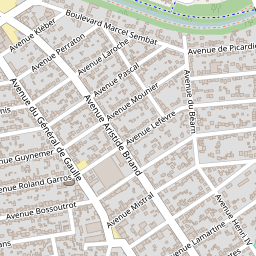 Boulevard Marcel Sembat
Avenue Kléber
Avenue Perraton
Avenue Laroche
Avenue de Picardie
Avenue Pascal
Avenue Mounier
Avenue du Béarn
Avenue du Général de Gaulle
Avenue Aristide Briand
Avenue Lefèvre
nis
Avenue Guynemer
Avenue Roland Garros
Avenue Bossoutrot
Avenue Mistral
Avenue Henri IV
Avenue Lamartine
ans